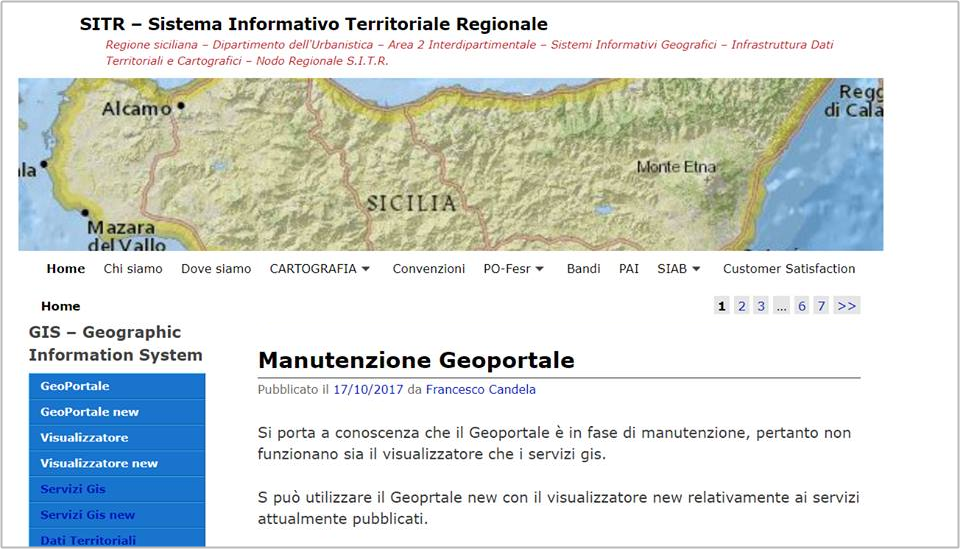 SITR – Sistema Informativo Territoriale Regionale
Regione siciliana – Dipartimento dell'Urbanistica – Area 2 Interdipartimentale – Sistemi Informativi Geografici – Infrastruttura Dati
Territoriali e Cartografici – Nodo Regionale S.I.T.R.
Alcamo
Regg
di Cala
ala
Monte Etna
SICILIA
Mazara
del Vallo
Home Chi siamo Dove siamo CARTOGRAFIA Convenzioni PO-Fesr Bandi PAI SIAB Customer Satisfaction
Home
1 2 3 ... 6 7 >>
GIS – Geographic
Information System
GeoPortale
GeoPortale new
Visualizzatore
Visualizzatore new
Servizi Gis
Servizi Gis new
Dati Territoriali
Manutenzione Geoportale
Pubblicato il 17/10/2017 da Francesco Candela
Si porta a conoscenza che il Geoportale è in fase di manutenzione, pertanto non
funzionano sia il visualizzatore che i servizi gis.
S può utilizzare il Geoprtale new con il visualizzatore new relativamente ai servizi
attualmente pubblicati.